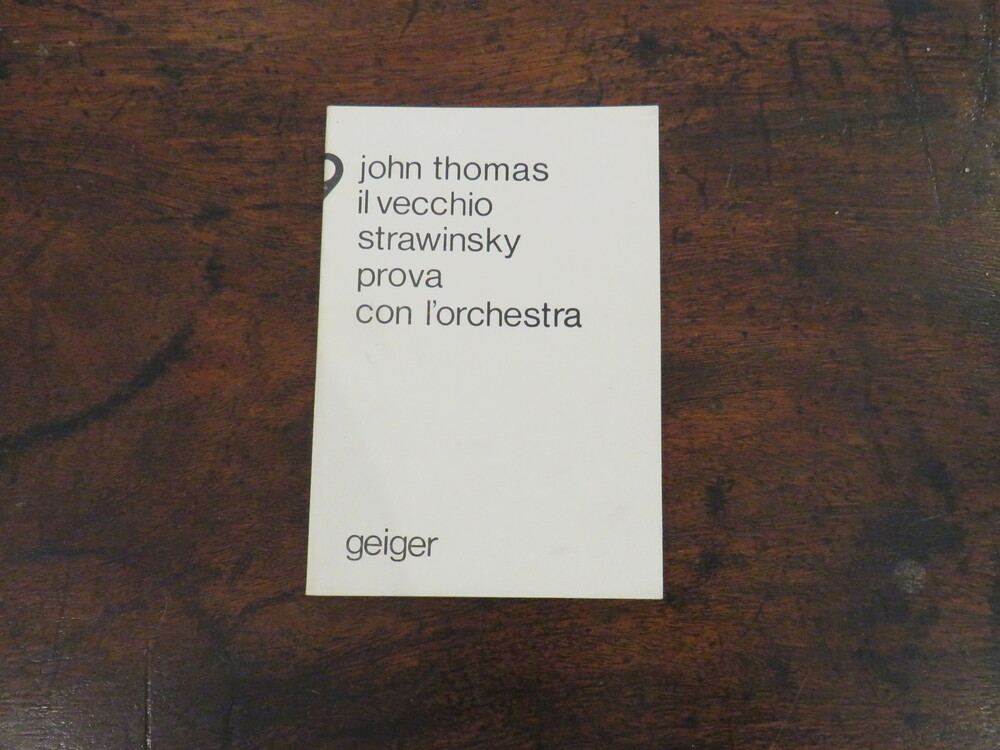 john thomas
il vecchio
strawinsky
prova
con l'orchestra
geiger